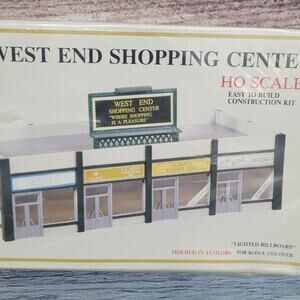 WEST END SHOPPING CENTE
HO SCALE
EASY TO BUILD
CONSTRUCTION KIT
WEST END
SHOPPING CENTER
"WHERE SHOPPING
IS A PLEASURE"
"LIGHTED BILLBOARD"
MOLDED IN 4 COLORS
FOR AGES 8 AND OVER